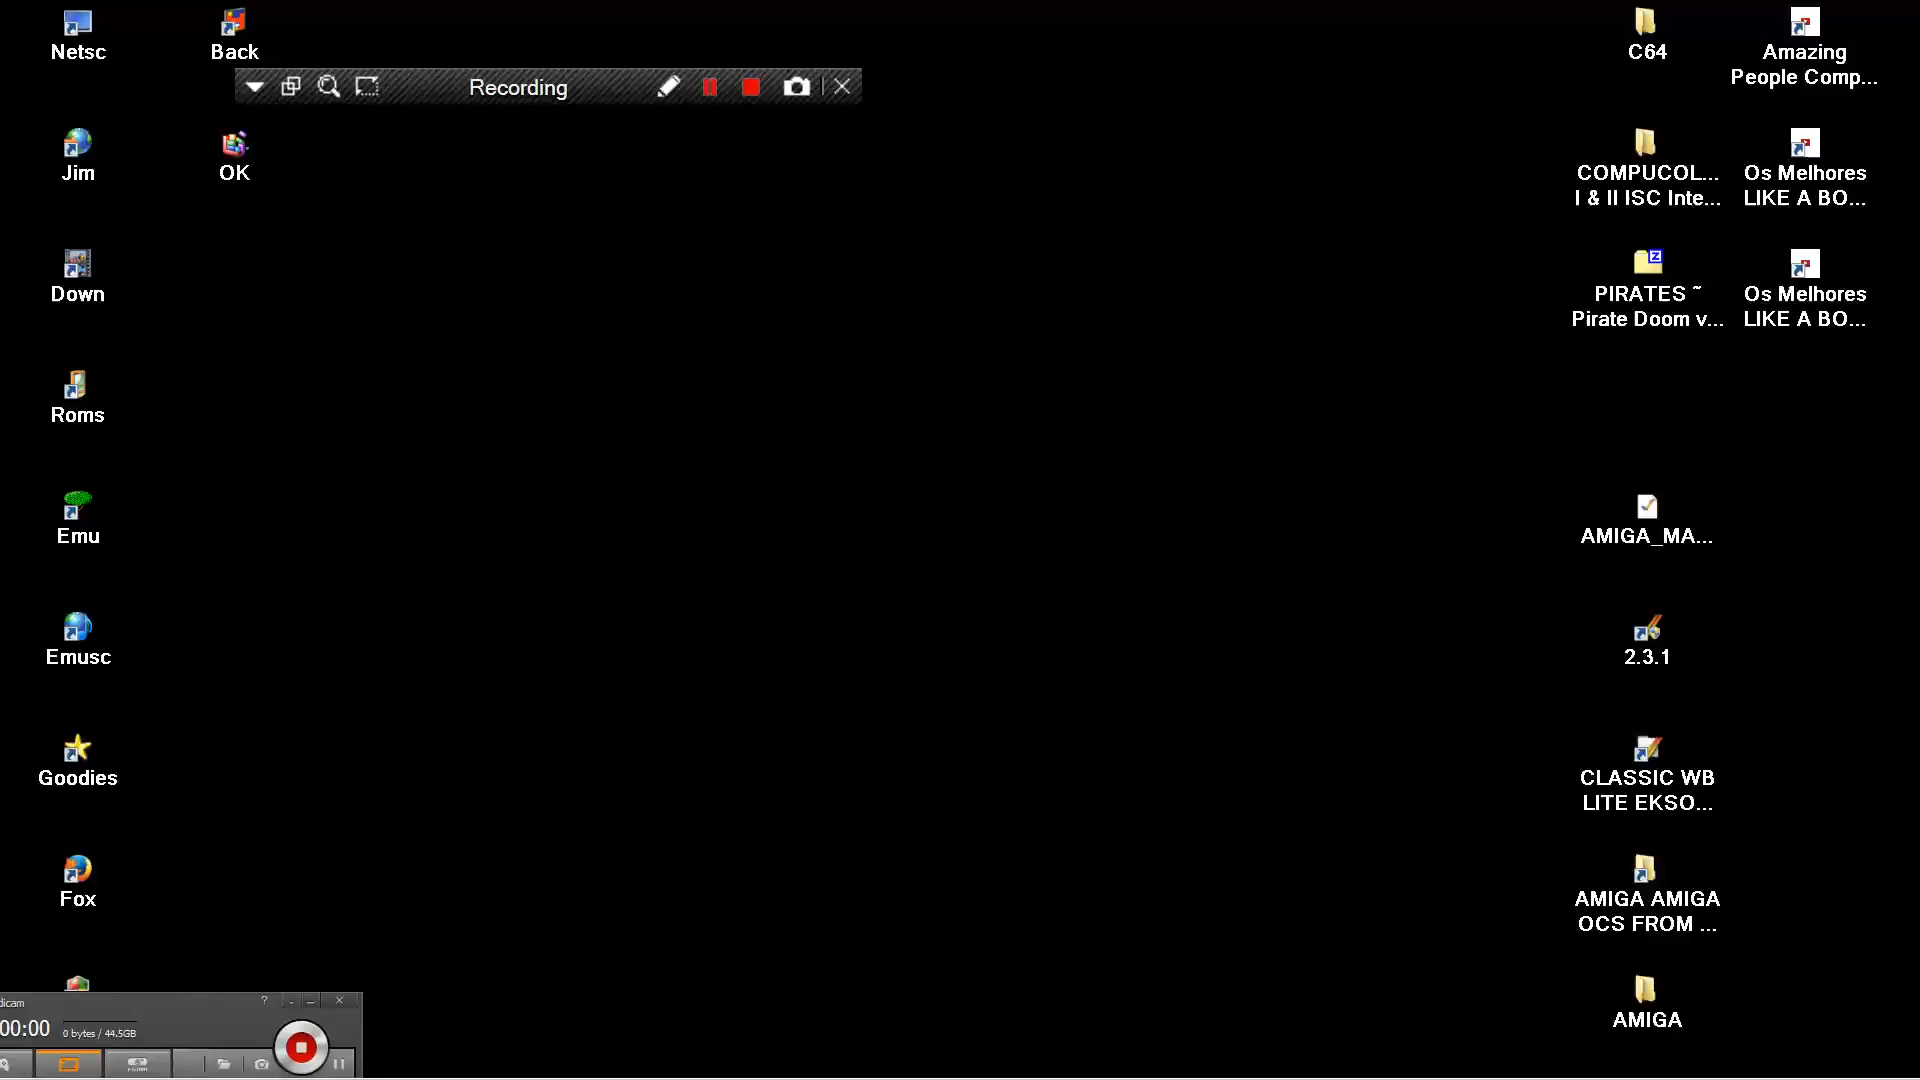 Netsc
Back
C64
Amazing
People Comp...
Recording
Jim
OK
COMPUCOL...
I & II ISC Inte...
Os Melhores
LIKE A BO...
Down
PIRATES ~
Pirate Doom v...
Os Melhores
LIKE A BO...
Roms
Emu
AMIGA_MA...
Emusc
2.3.1
Goodies
CLASSIC WB
LITE EKSO...
Fox
AMIGA AMIGA
OCS FROM ...
AMIGA
dicam
?
00:00
0 bytes / 44.5GB